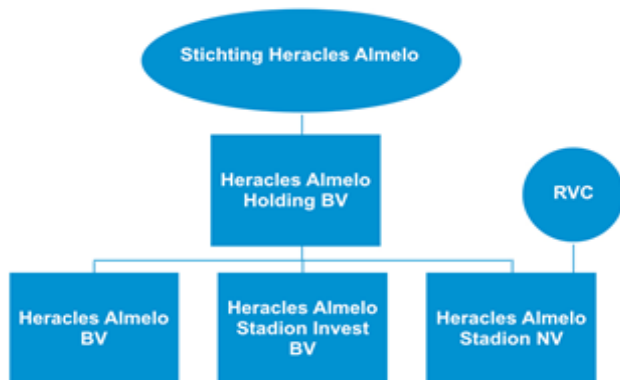 Stichting Heracles Almelo
Heracles Almelo
Holding BV
RVC
Heracles Almelo
BV
Heracles Almelo
Stadion Invest
BV
Heracles Almelo
Stadion NV